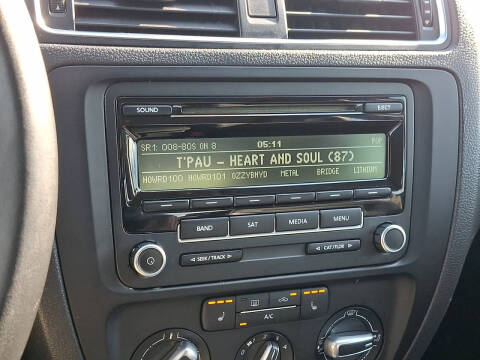 SOUND EJECT
SR1: 008-80S ON 8 05:11 POP
T'PAU - HEART AND SOUL (87)
HOWRD100 HOWRD101 OZZYBNYD METAL BRIDGE LITHIUM
BAND SAT MEDIA MENU
SEEK/TRACK CAT/FLDR
A/C